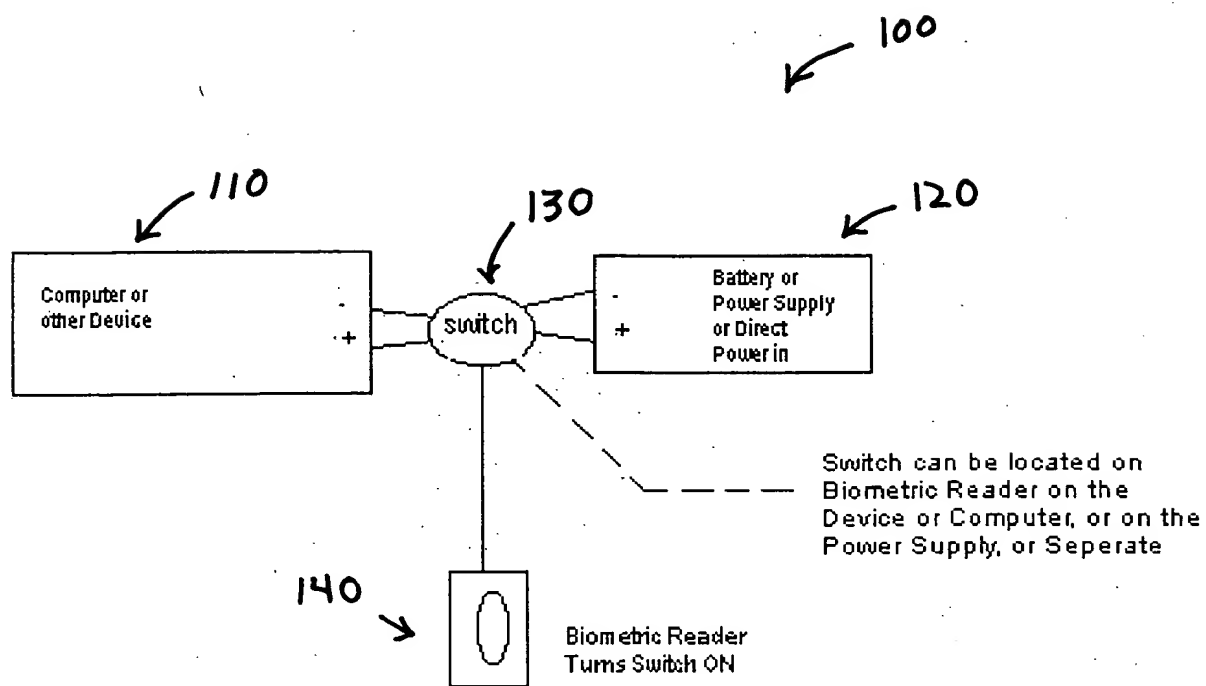 100
110
130
120
Computer or
other Device
-
+
switch
-
+
Battery or
Power Supply
or Direct
Power in
Switch can be located on
Biometric Reader on the
Device or Computer, or on the
Power Supply, or Seperate
140
Biometric Reader
Turns Switch ON